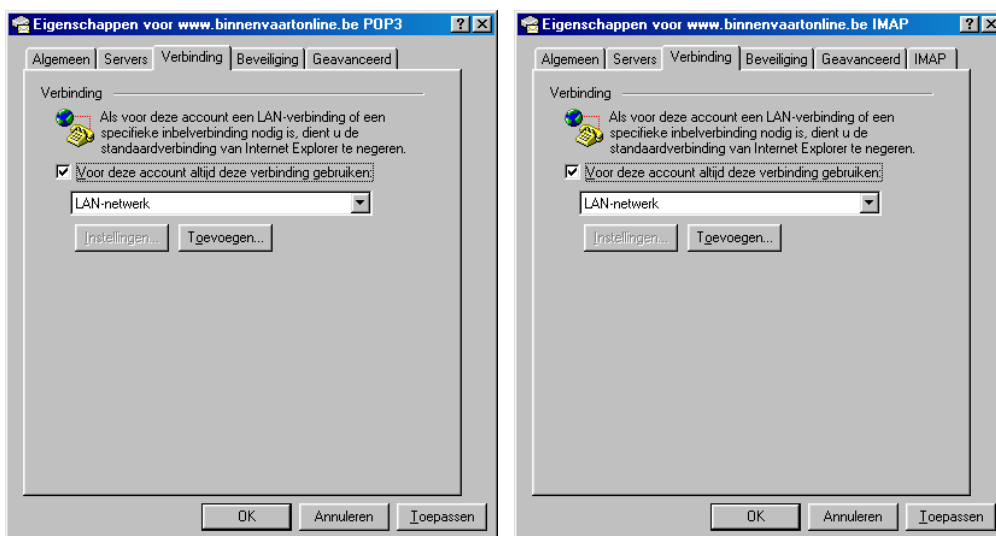 Eigenschappen voor www.binnenvaartonline.be POP3
Algemeen Servers Verbinding Beveiliging Geavanceerd
Verbinding
Als voor deze account een LAN-verbinding of een
specifieke inbelverbinding nodig is, dient u de
standaardverbinding van Internet Explorer te negeren.
Voor deze account altijd deze verbinding gebruiken:
LAN-netwerk
Instellingen... Toevoegen...
OK Annuleren Toepassen
Eigenschappen voor www.binnenvaartonline.be IMAP
Algemeen Servers Verbinding Beveiliging Geavanceerd IMAP
Verbinding
Als voor deze account een LAN-verbinding of een
specifieke inbelverbinding nodig is, dient u de
standaardverbinding van Internet Explorer te negeren.
Voor deze account altijd deze verbinding gebruiken:
LAN-netwerk
Instellingen... Toevoegen...
OK Annuleren Toepassen